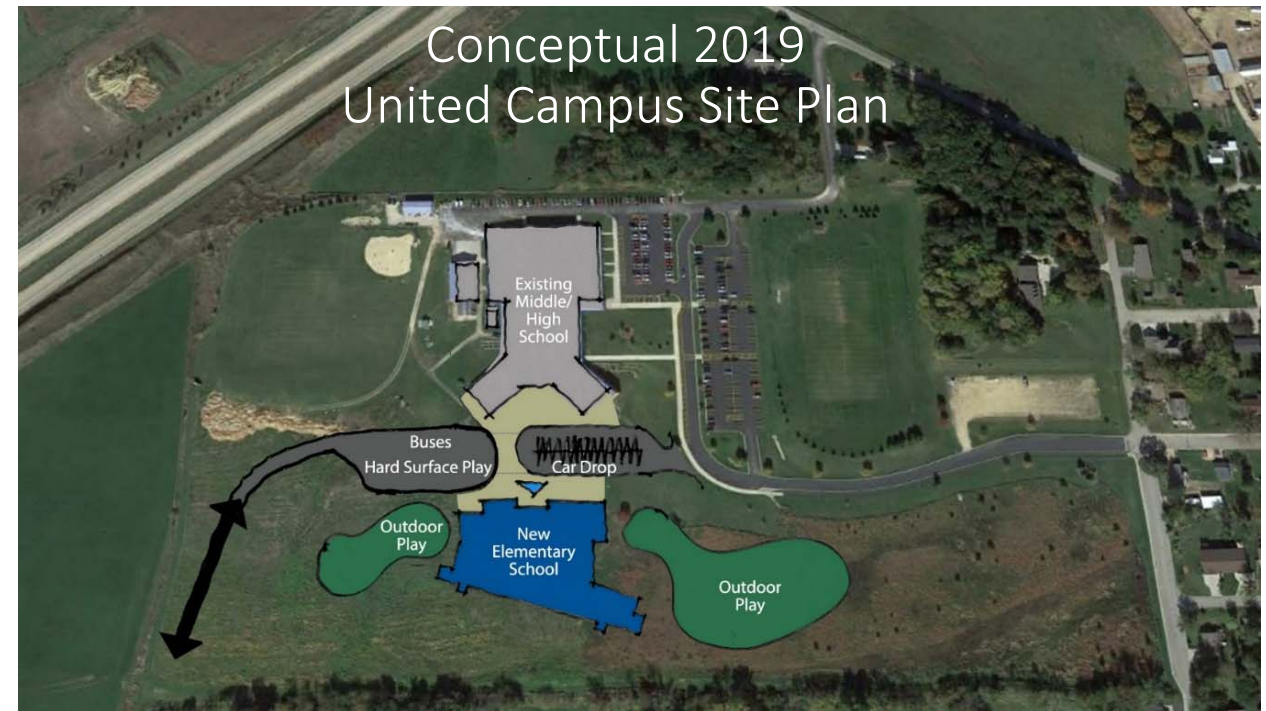 Conceptual 2019
United Campus Site Plan
Existing
Middle/
High
School
Buses
Hard Surface Play
Car Drop
Outdoor
Play
New
Elementary
School
Outdoor
Play